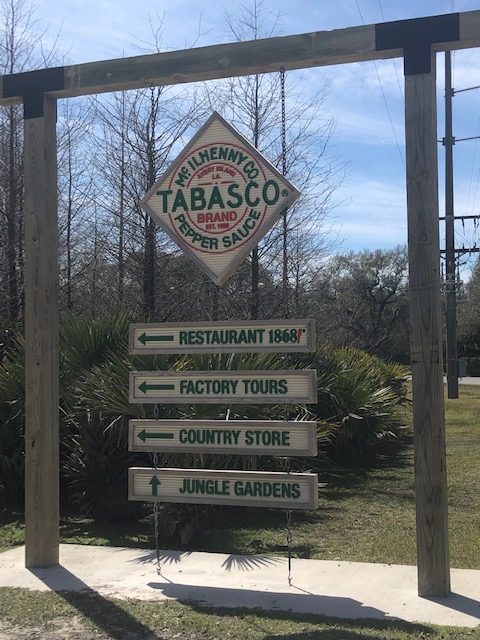 McILHENNY CO.
AVERY ISLAND
LA.
TABASCO®
BRAND
EST. 1868
PEPPER SAUCE
← RESTAURANT 1868!
← FACTORY TOURS
← COUNTRY STORE
↑ JUNGLE GARDENS